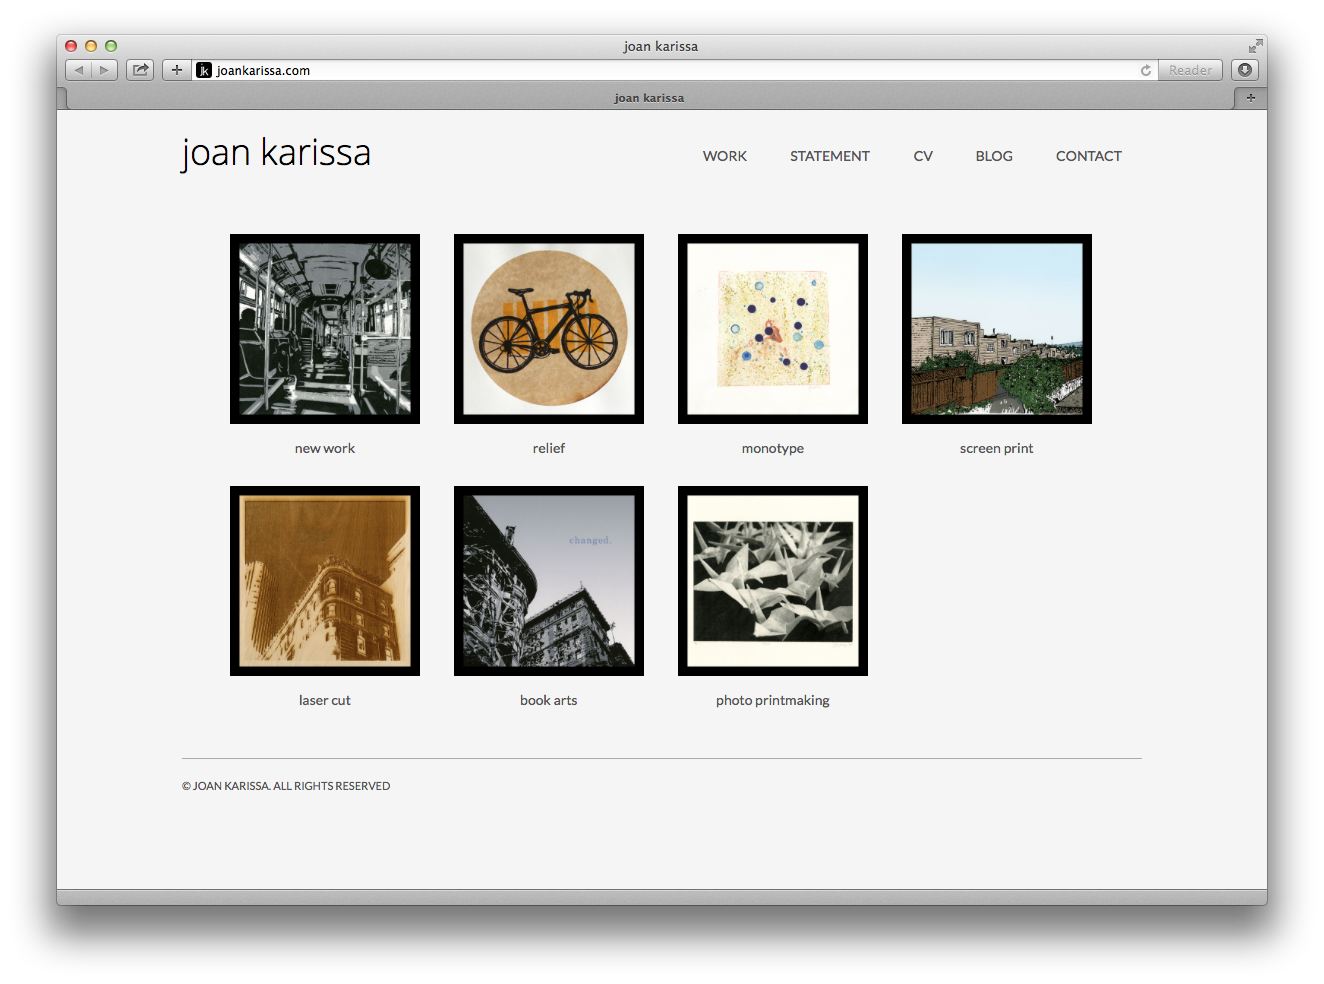 joan karissa
jk joankarissa.com Reader
joan karissa
joan karissa
WORK STATEMENT CV BLOG CONTACT
changed.
new work relief monotype screen print
laser cut book arts photo printmaking
© JOAN KARISSA. ALL RIGHTS RESERVED